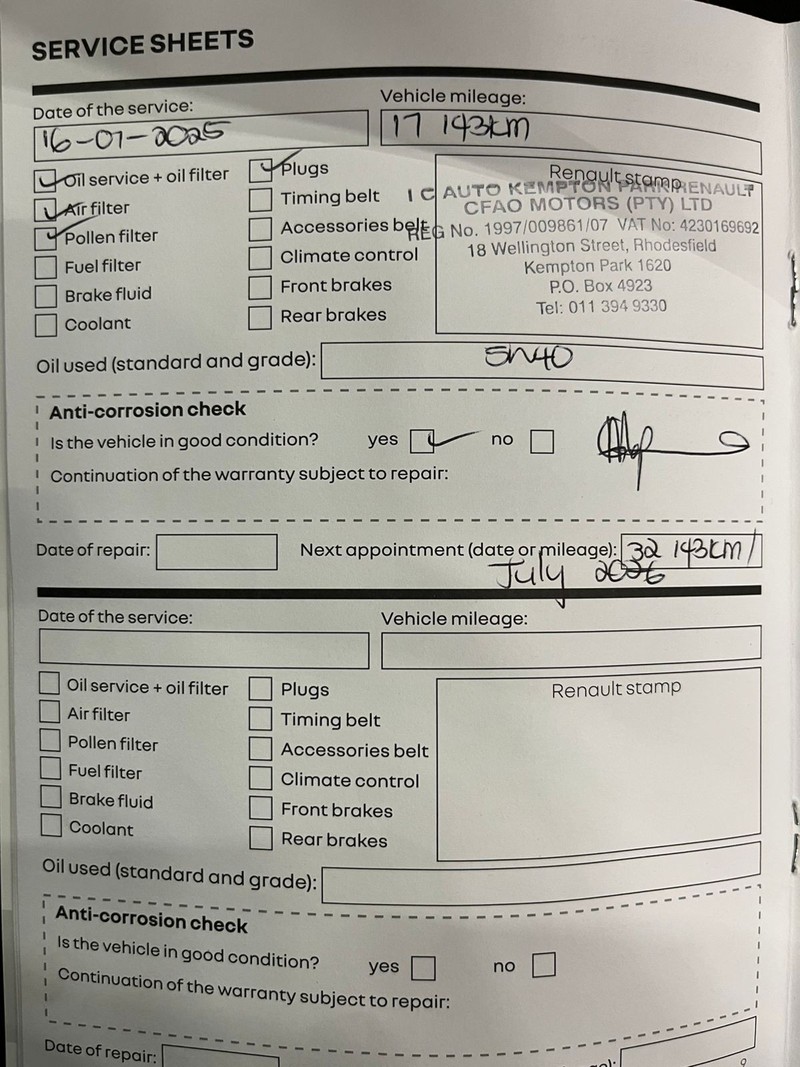 SERVICE SHEETS
Date of the service: Vehicle mileage:
16-07-2025 17 143km
Oil service + oil filter Plugs Renault stamp
Air filter Timing belt
Pollen filter Accessories belt
Fuel filter Climate control
Brake fluid Front brakes
Coolant Rear brakes
I C AUTO KEMPTON PARK RENAULT
CFAO MOTORS (PTY) LTD
REG No. 1997/009861/07 VAT No: 4230169692
18 Wellington Street, Rhodesfield
Kempton Park 1620
P.O. Box 4923
Tel: 011 394 9330
Oil used (standard and grade): 5W40
Anti-corrosion check
Is the vehicle in good condition? yes no
Continuation of the warranty subject to repair:
Date of repair: Next appointment (date or mileage): 32 143km/
July 2026
Date of the service: Vehicle mileage:
Oil service + oil filter Plugs Renault stamp
Air filter Timing belt
Pollen filter Accessories belt
Fuel filter Climate control
Brake fluid Front brakes
Coolant Rear brakes
Oil used (standard and grade):
Anti-corrosion check
Is the vehicle in good condition? yes no
Continuation of the warranty subject to repair:
Date of repair: